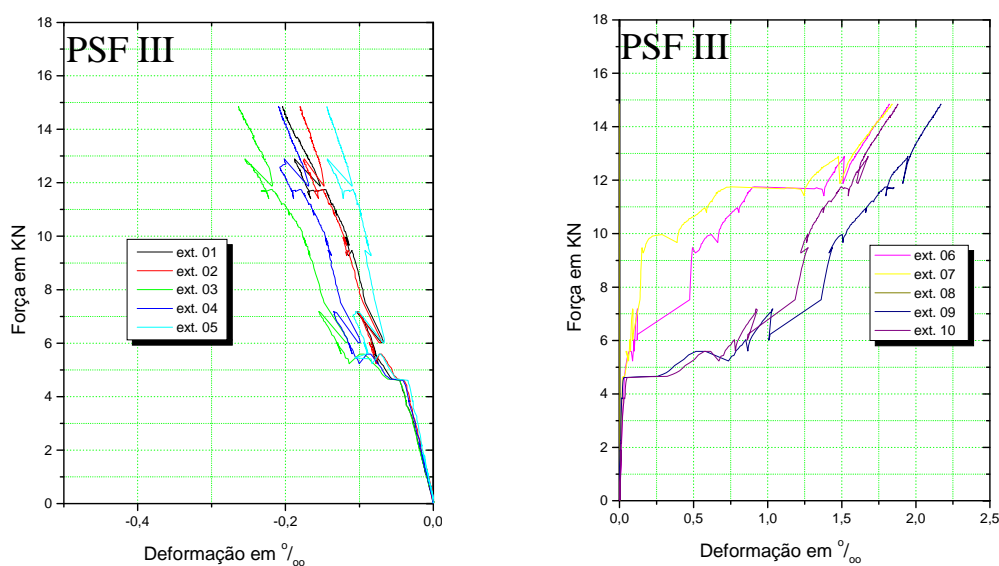 PSF III
18
16
14
12
10
8
6
4
2
0
Força em KN
ext. 01
ext. 02
ext. 03
ext. 04
ext. 05
-0,4
-0,2
0,0
Deformação em º/ₒₒ
PSF III
18
16
14
12
10
8
6
4
2
0
Força em KN
ext. 06
ext. 07
ext. 08
ext. 09
ext. 10
0,0
0,5
1,0
1,5
2,0
2,5
Deformação em º/ₒₒ